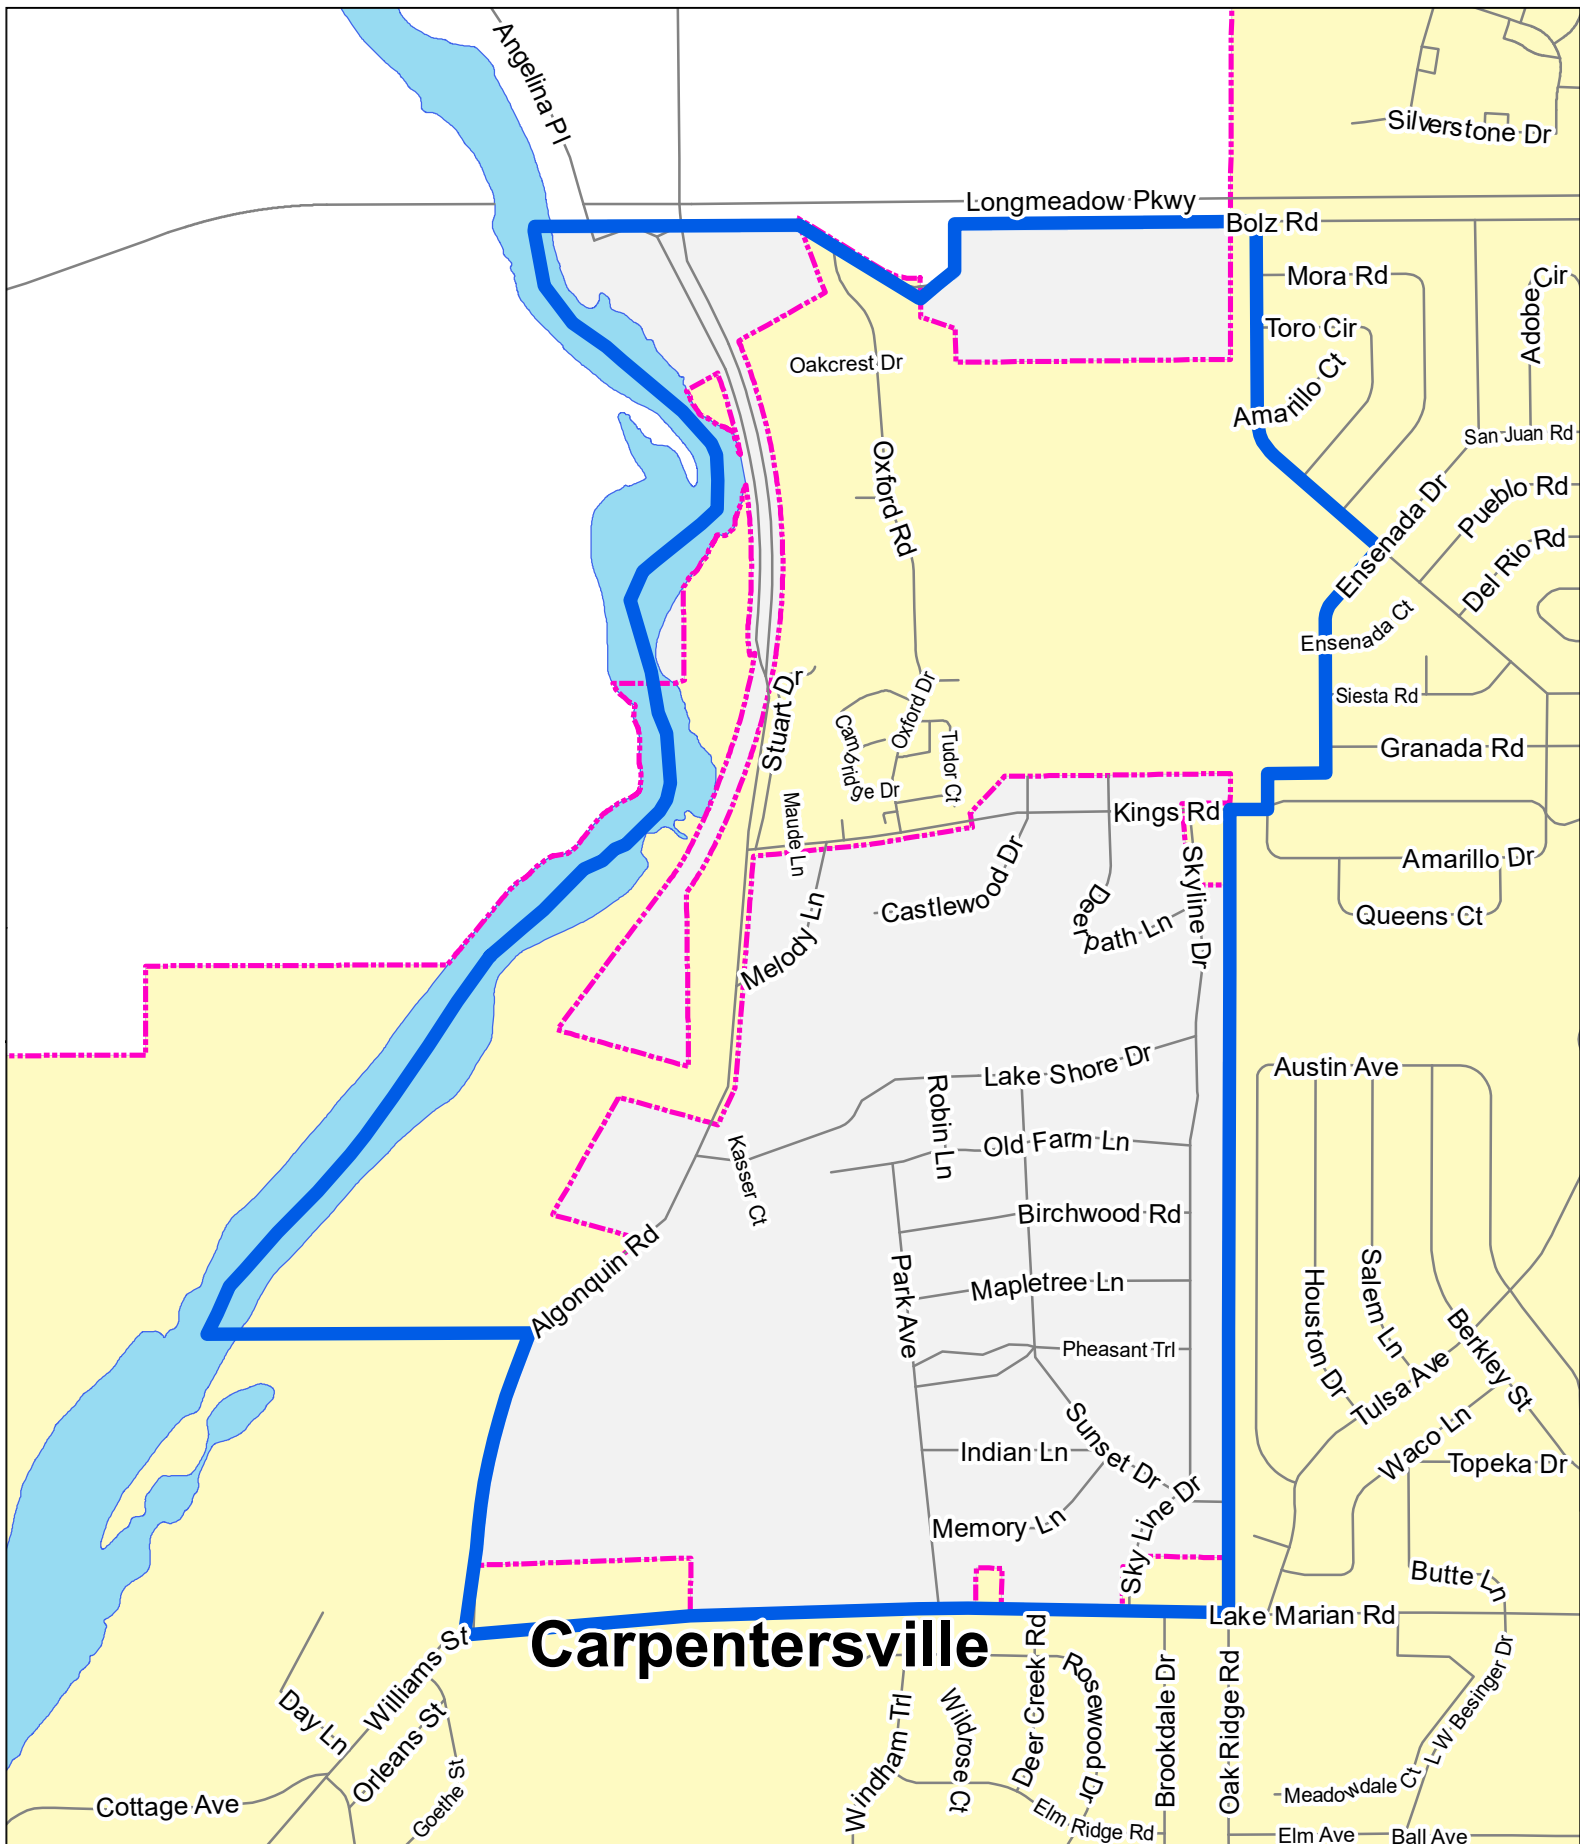 Angelina Pl
Silverstone Dr
Longmeadow Pkwy
Bolz Rd
Mora Rd
Adobe Cir
Toro Cir
Oakcrest Dr
Amarillo Ct
San Juan Rd
Oxford Rd
Ensenada Dr
Pueblo Rd
Del Rio Rd
Ensenada Ct
Stuart Dr
Oxford Dr
Siesta Rd
Cambridge Dr
Tudor Ct
Granada Rd
Maude Ln
Kings Rd
Castlewood Dr
Skyline Dr
Amarillo Dr
Deerpath Ln
Queens Ct
Melody Ln
Lake Shore Dr
Austin Ave
Robin Ln
Old Farm Ln
Kasser Ct
Birchwood Rd
Algonquin Rd
Park Ave
Mapletree Ln
Houston Dr
Salem Ln
Berkley St
Pheasant Trl
Tulsa Ave
Sunset Dr
Waco Ln
Indian Ln
Topeka Dr
Memory Ln
Sky Line Dr
Butte Ln
Lake Marian Rd
Carpentersville
Williams St
Day Ln
Orleans St
Goethe St
Cottage Ave
Windham Trl
Wildrose Ct
Deer Creek Rd
Rosewood Dr
Brookdale Dr
Oak Ridge Rd
L W Besinger Dr
Meadowdale Ct
Elm Ridge Rd
Elm Ave
Ball Ave